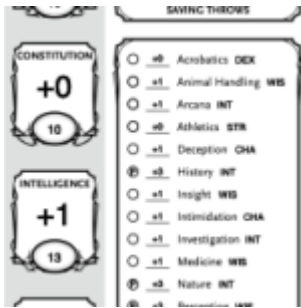 SAVING THROWS
CONSTITUTION
+0
10
INTELLIGENCE
+1
13
+0 Acrobatics DEX
+1 Animal Handling WIS
+1 Arcana INT
+0 Athletics STR
+1 Deception CHA
P +3 History INT
+1 Insight WIS
+1 Intimidation CHA
+1 Investigation INT
+1 Medicine WIS
P +3 Nature INT